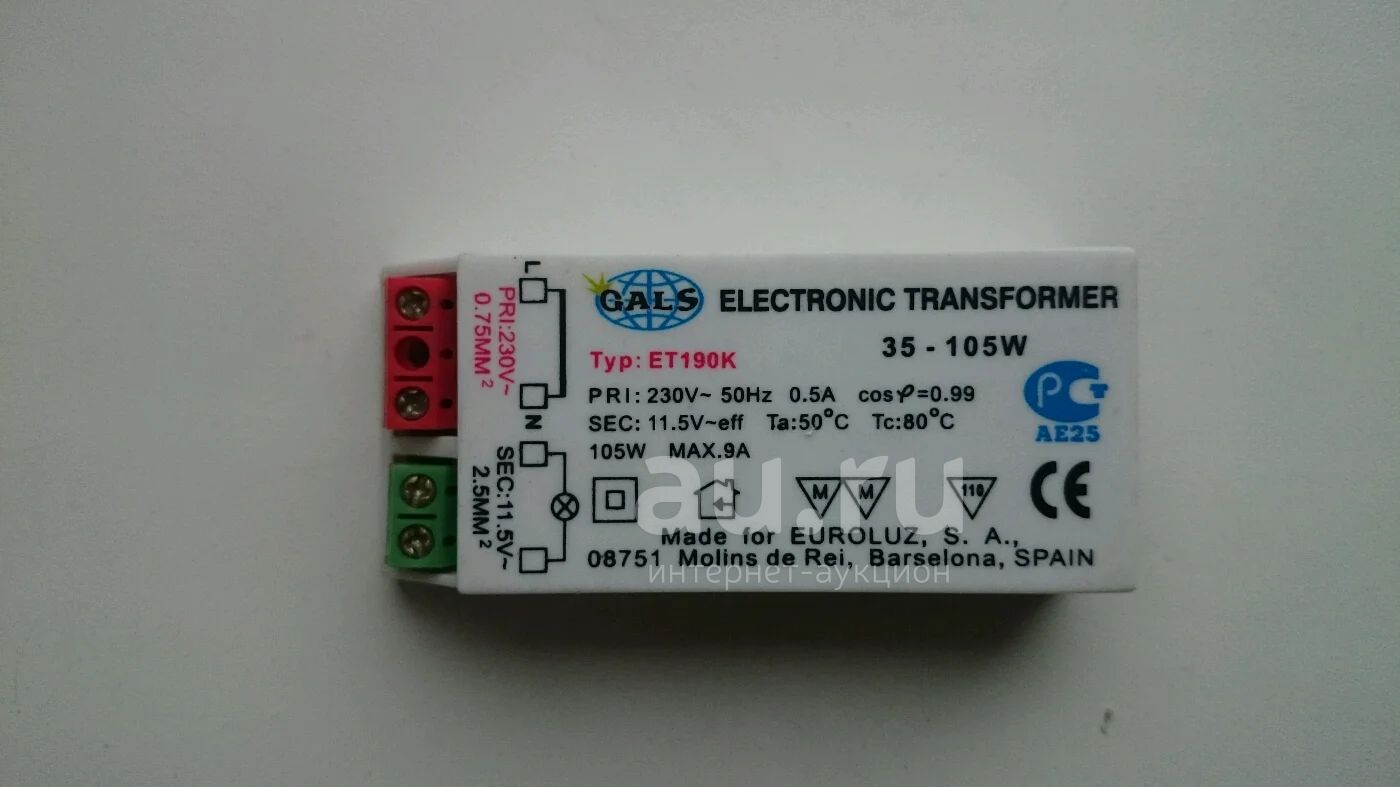 GALS ELECTRONIC TRANSFORMER
35 - 105W
Typ: ET190K
PRI: 230V~ 50Hz 0.5A cosφ=0.99
SEC: 11.5V~eff Ta:50°C Tc:80°C
105W MAX.9A
PCT
AE25
M M 110 CE
Made for EUROLUZ, S. A.,
08751 Molins de Rei, Barselona, SPAIN
L
PRI:230V~
0.75MM²
N
SEC:11.5V~
2.5MM²
au.ru
интернет-аукцион